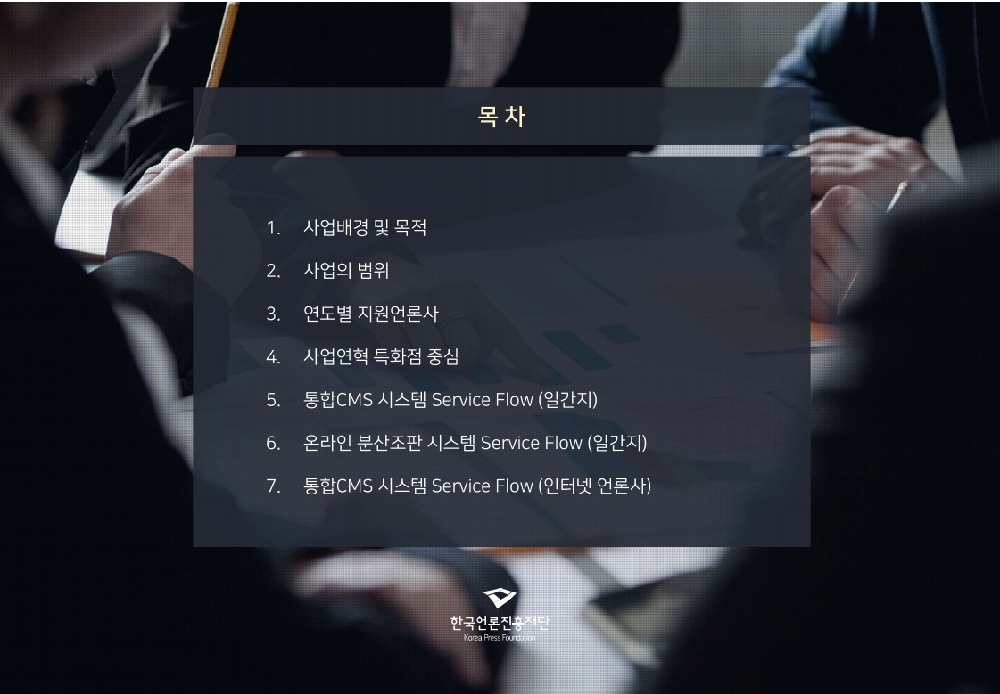 목 차
1. 사업배경 및 목적
2. 사업의 범위
3. 연도별 지원언론사
4. 사업연혁 특화점 중심
5. 통합CMS 시스템 Service Flow (일간지)
6. 온라인 분산조판 시스템 Service Flow (일간지)
7. 통합CMS 시스템 Service Flow (인터넷 언론사)
한국언론진흥재단
Korea Press Foundation